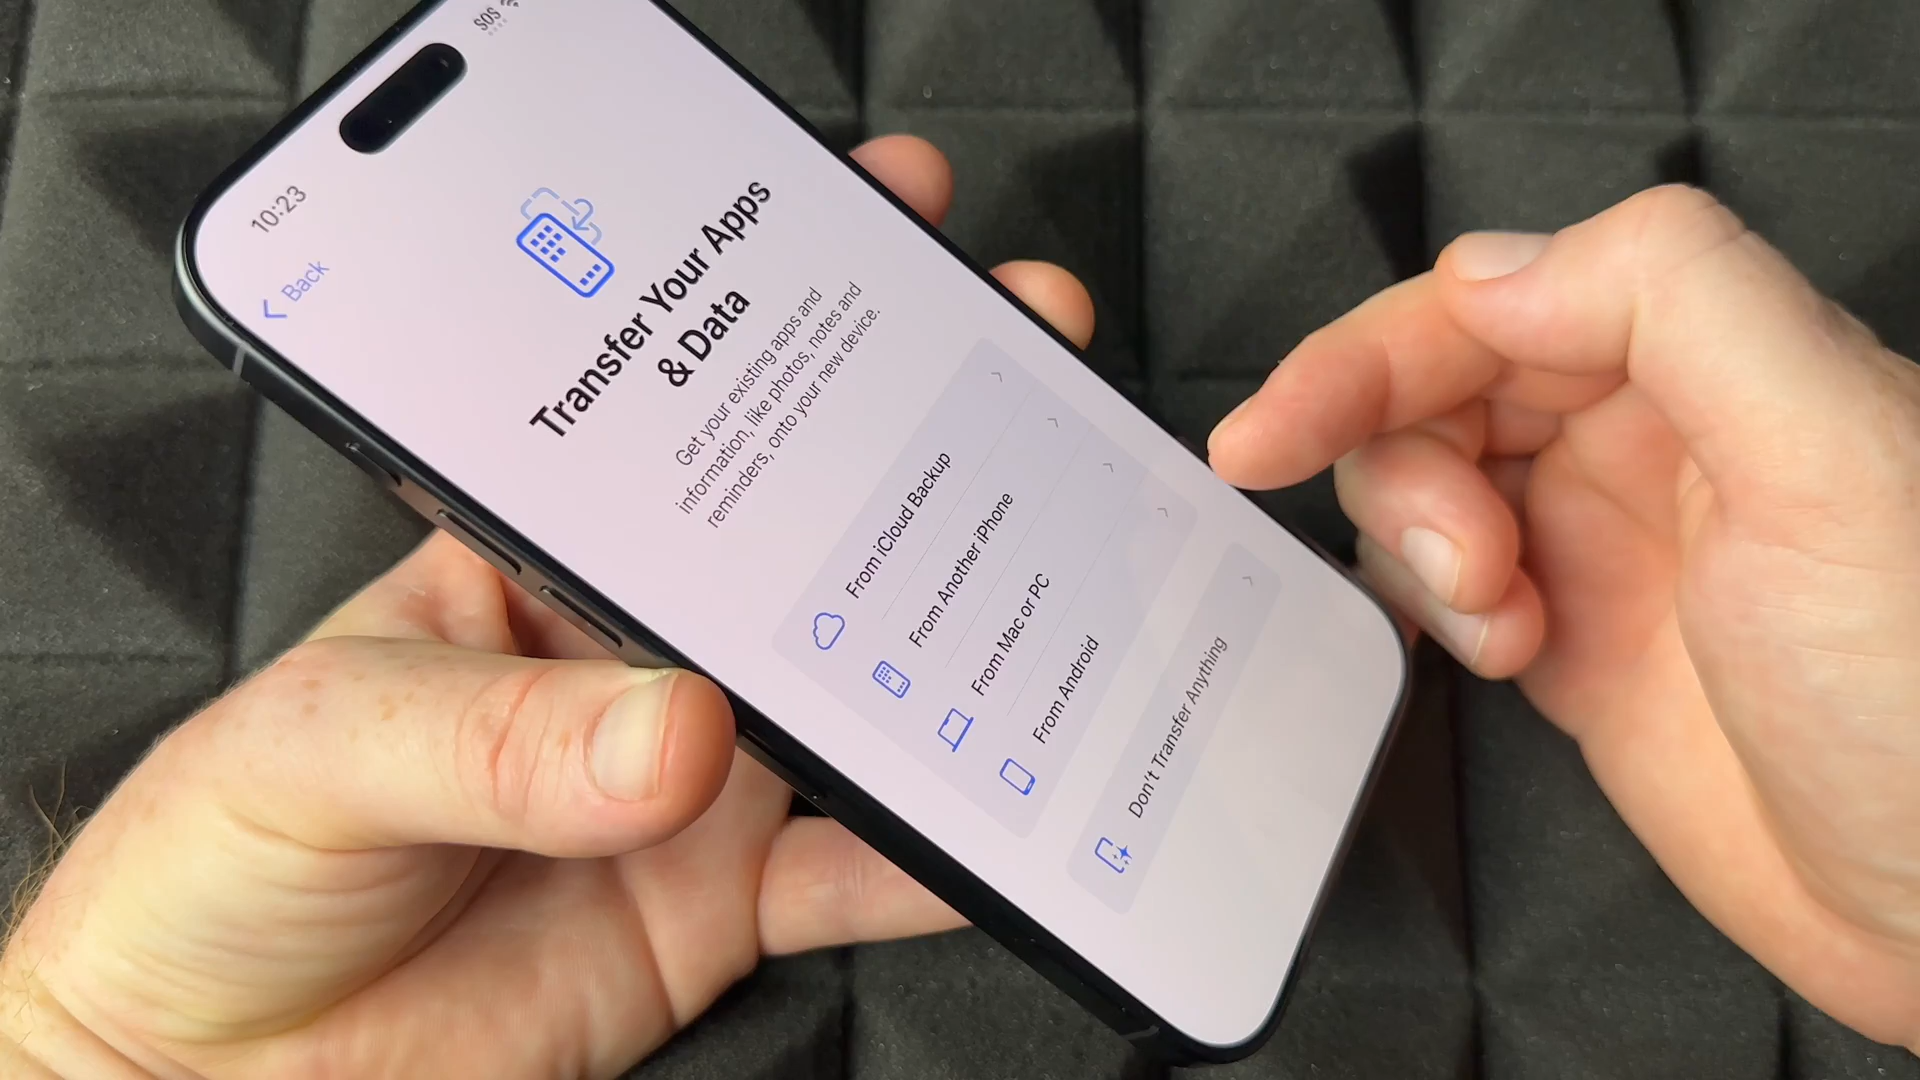 SOS
10:23
Back
Transfer Your Apps
& Data
Get your existing apps and
information, like photos, notes and
reminders, onto your new device.
From iCloud Backup
From Another iPhone
From Mac or PC
From Android
Don't Transfer Anything